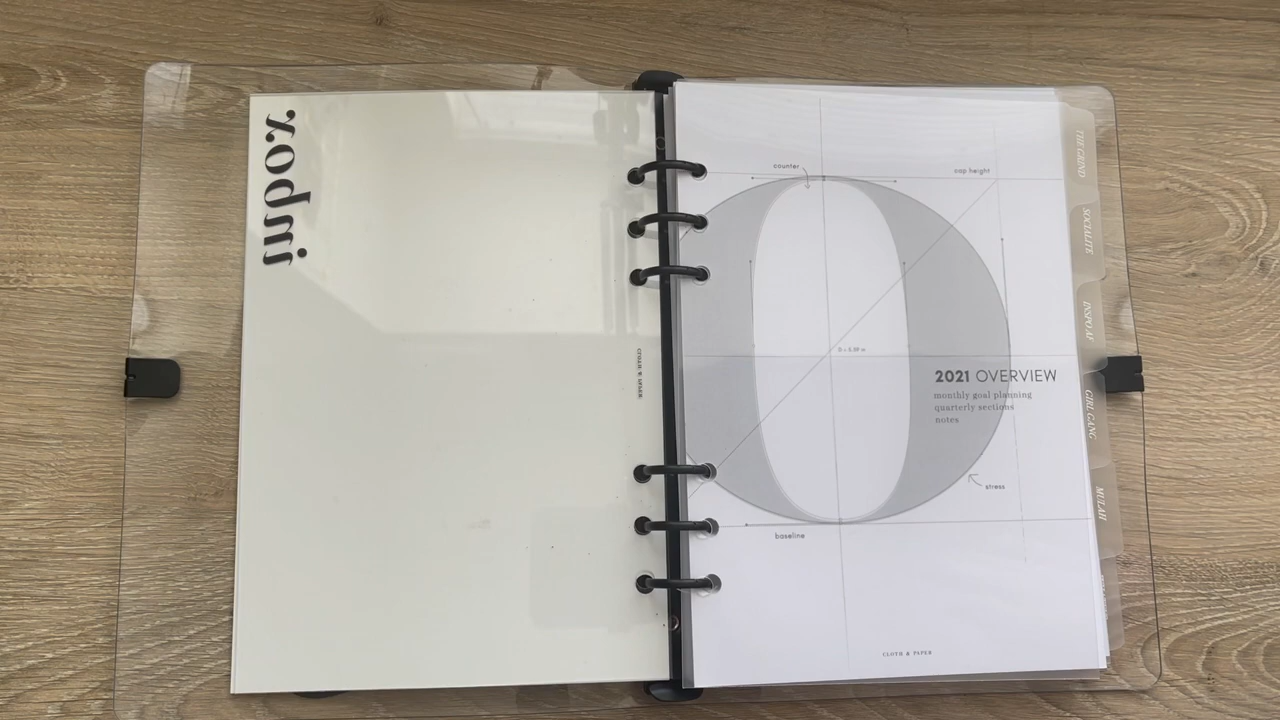 inbox
CLOTH & PAPER
counter
cap height
2021 OVERVIEW
monthly goal planning
quarterly sections
notes
stress
baseline
CLOTH & PAPER
THE GRIND
SOCIALITE
INSPO AF
GIRL GANG
MULAH